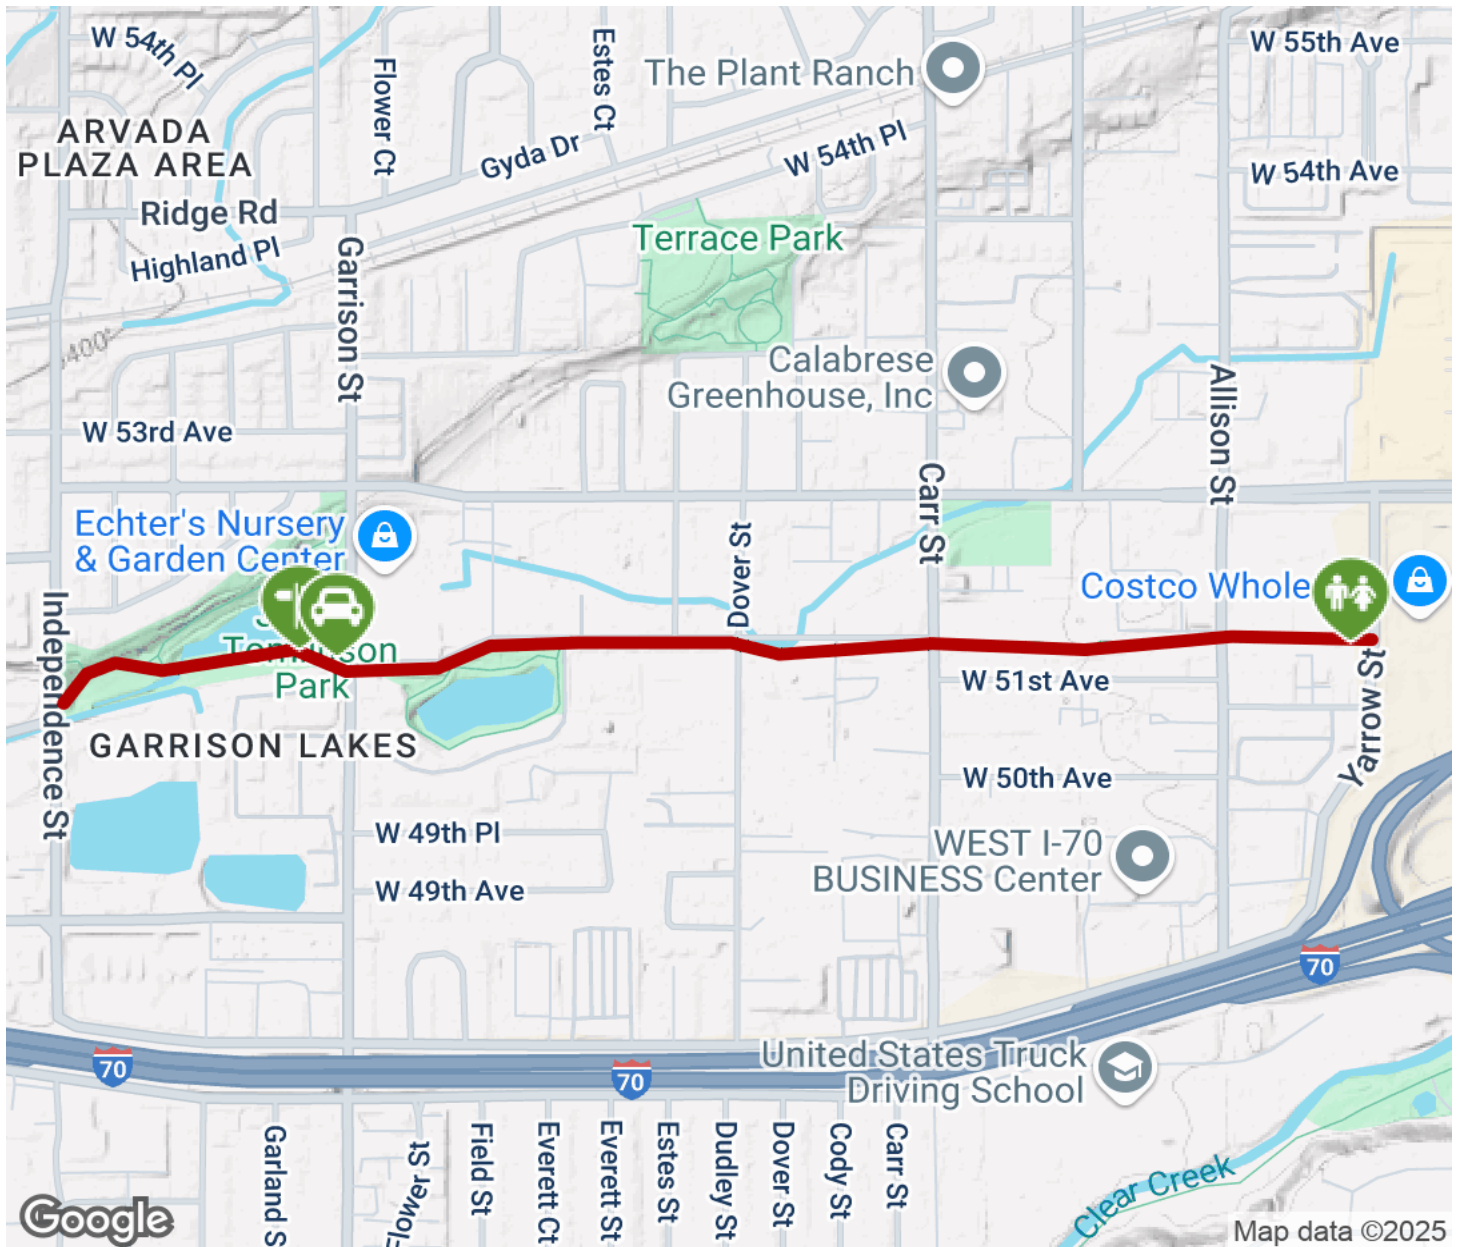 W 54th Pl
Estes Ct
W 55th Ave
The Plant Ranch
Flower Ct
ARVADA
PLAZA AREA
Gyda Dr
W 54th Pl
W 54th Ave
Ridge Rd
Highland Pl
Garrison St
Terrace Park
400
Calabrese
Greenhouse, Inc
Allison St
W 53rd Ave
Carr St
Echter's Nursery
& Garden Center
Dover St
Costco Whole
Independence St
Park
W 51st Ave
Yarrow St
GARRISON LAKES
W 50th Ave
W 49th Pl
WEST I-70
BUSINESS Center
W 49th Ave
70
70
70
United States Truck
Driving School
Garland S
Flower St
Field St
Everett Ct
Everett St
Estes St
Dudley St
Dover St
Cody St
Carr St
Clear Creek
Google
Map data ©2025